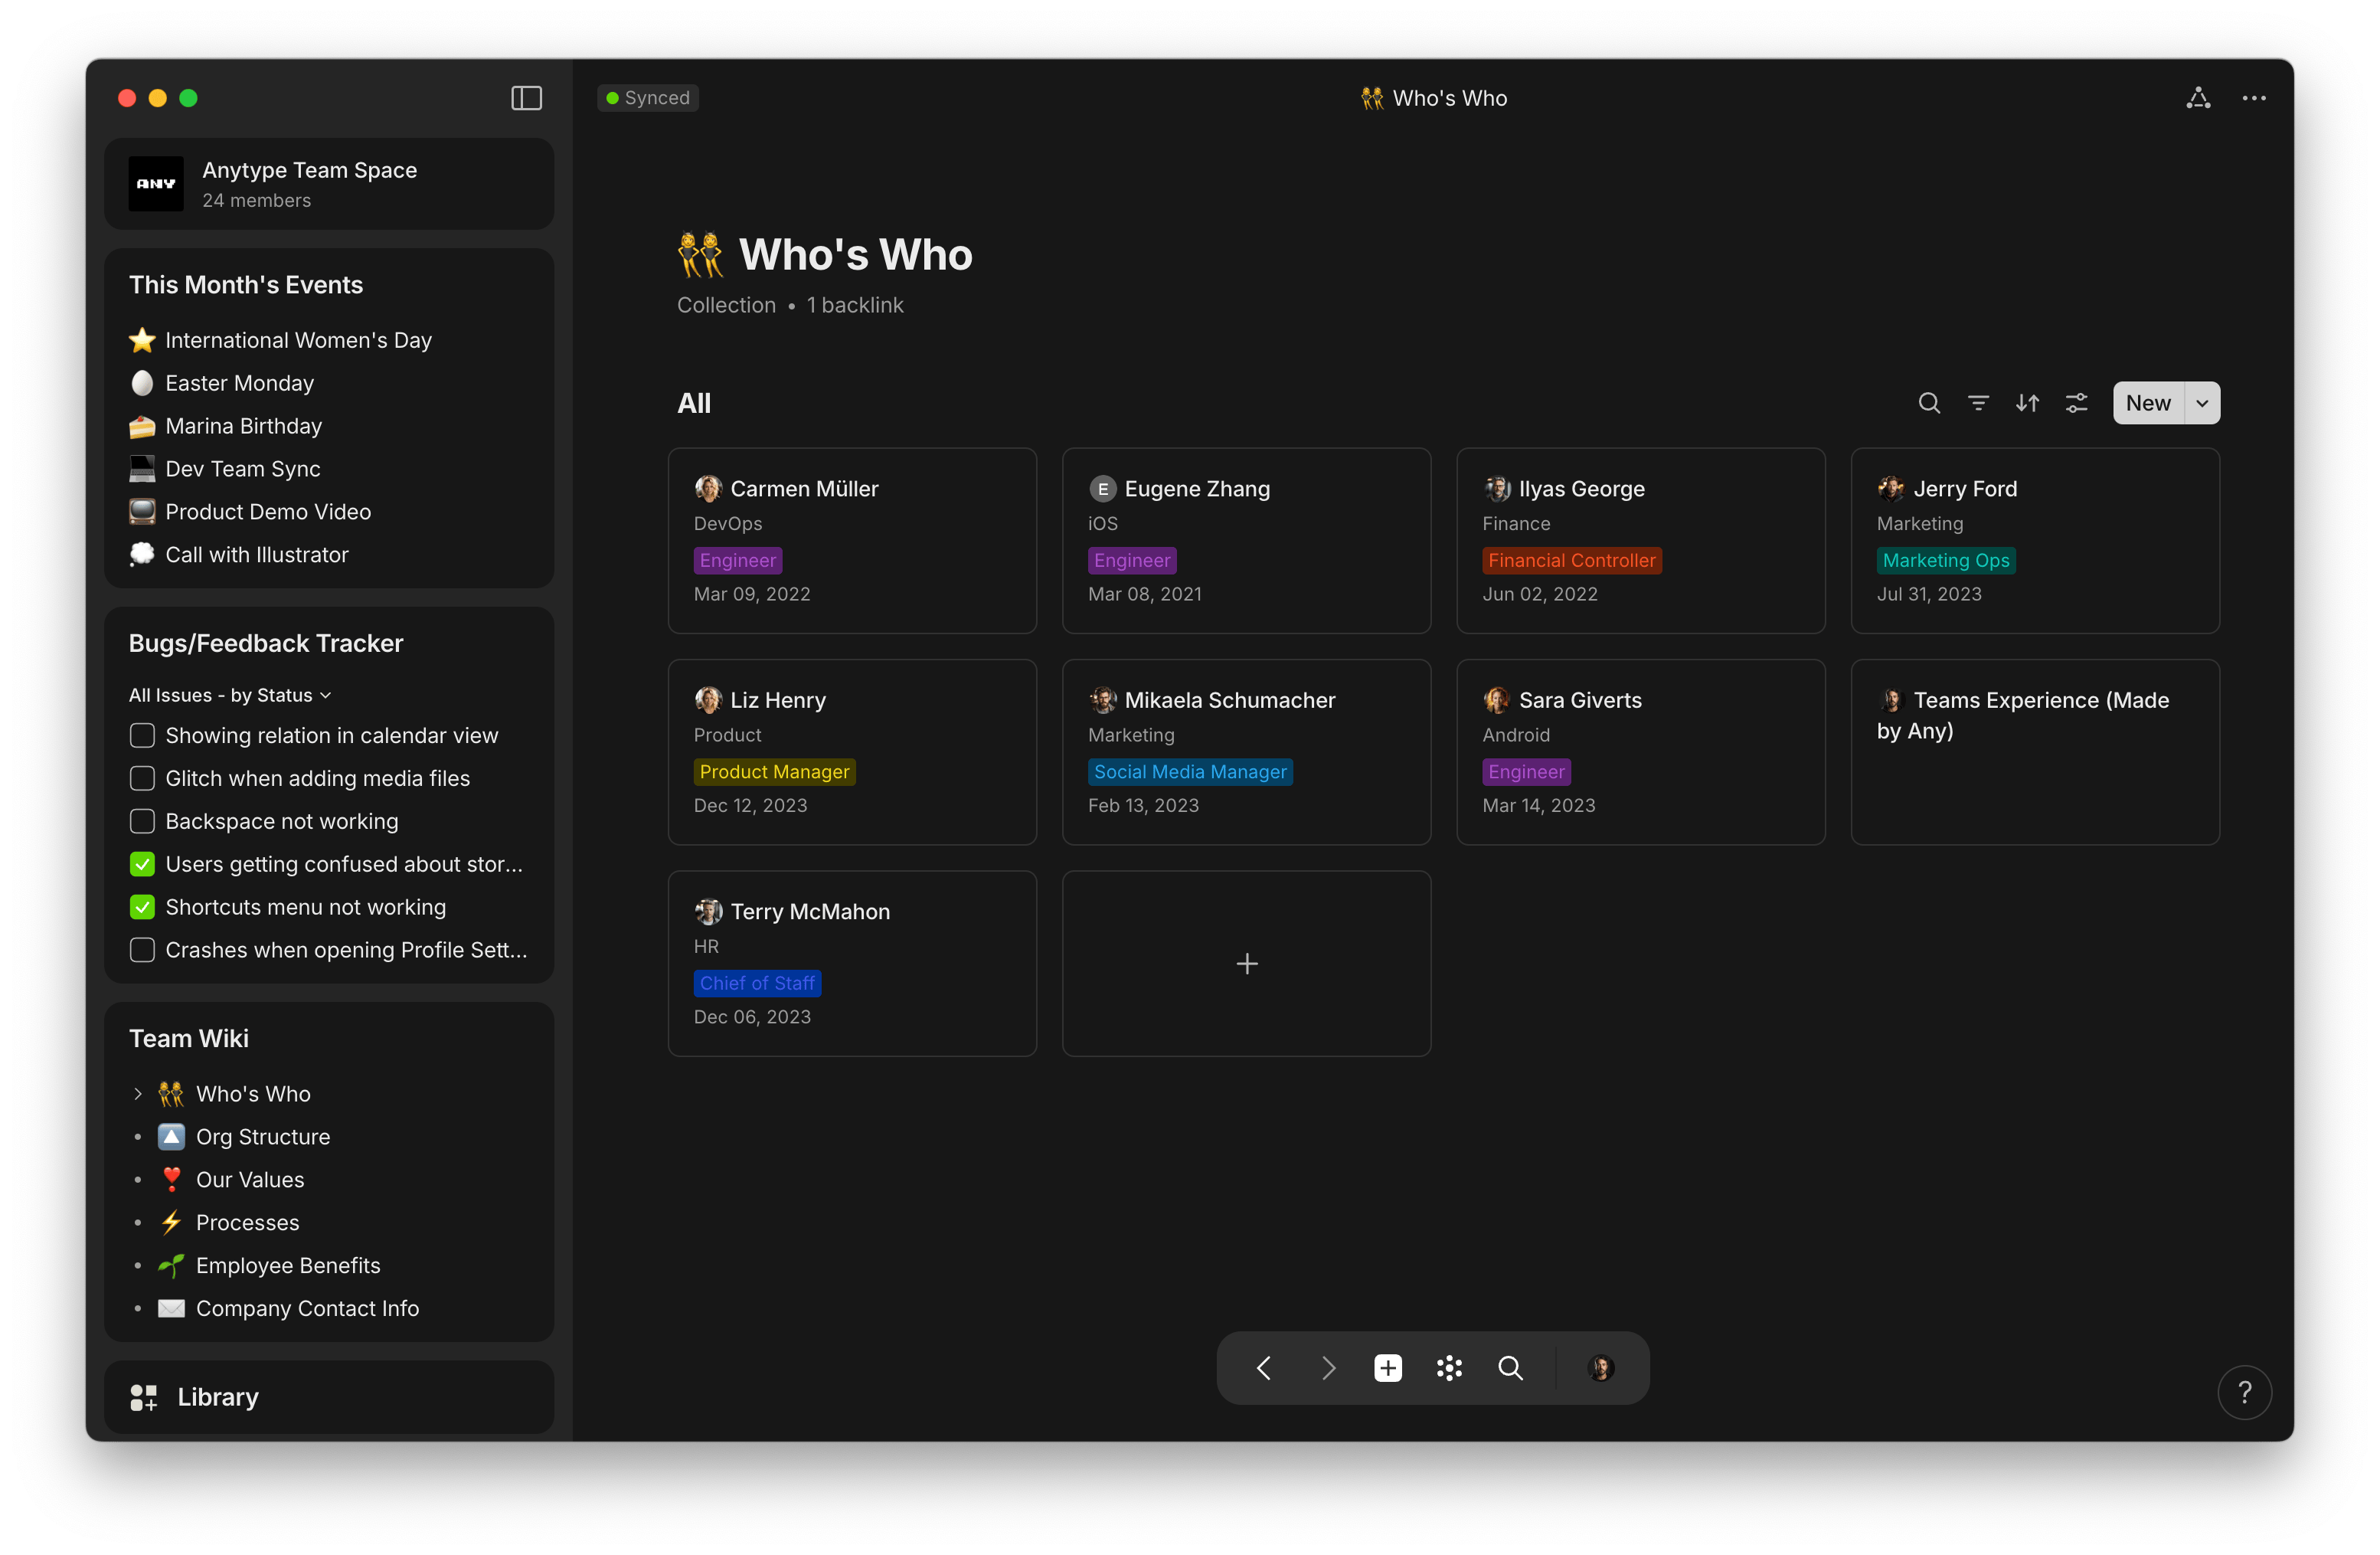 ANY
Anytype Team Space
24 members
This Month's Events
International Women's Day
Easter Monday
Marina Birthday
Dev Team Sync
Product Demo Video
Call with Illustrator
Bugs/Feedback Tracker
All Issues - by Status
Showing relation in calendar view
Glitch when adding media files
Backspace not working
Users getting confused about stor...
Shortcuts menu not working
Crashes when opening Profile Sett...
Team Wiki
Who's Who
Org Structure
Our Values
Processes
Employee Benefits
Company Contact Info
Library
Synced
Who's Who
Who's Who
Collection • 1 backlink
All
New
Carmen Müller
DevOps
Engineer
Mar 09, 2022
E Eugene Zhang
iOS
Engineer
Mar 08, 2021
Ilyas George
Finance
Financial Controller
Jun 02, 2022
Jerry Ford
Marketing
Marketing Ops
Jul 31, 2023
Liz Henry
Product
Product Manager
Dec 12, 2023
Mikaela Schumacher
Marketing
Social Media Manager
Feb 13, 2023
Sara Giverts
Android
Engineer
Mar 14, 2023
Teams Experience (Made
by Any)
Terry McMahon
HR
Chief of Staff
Dec 06, 2023
?